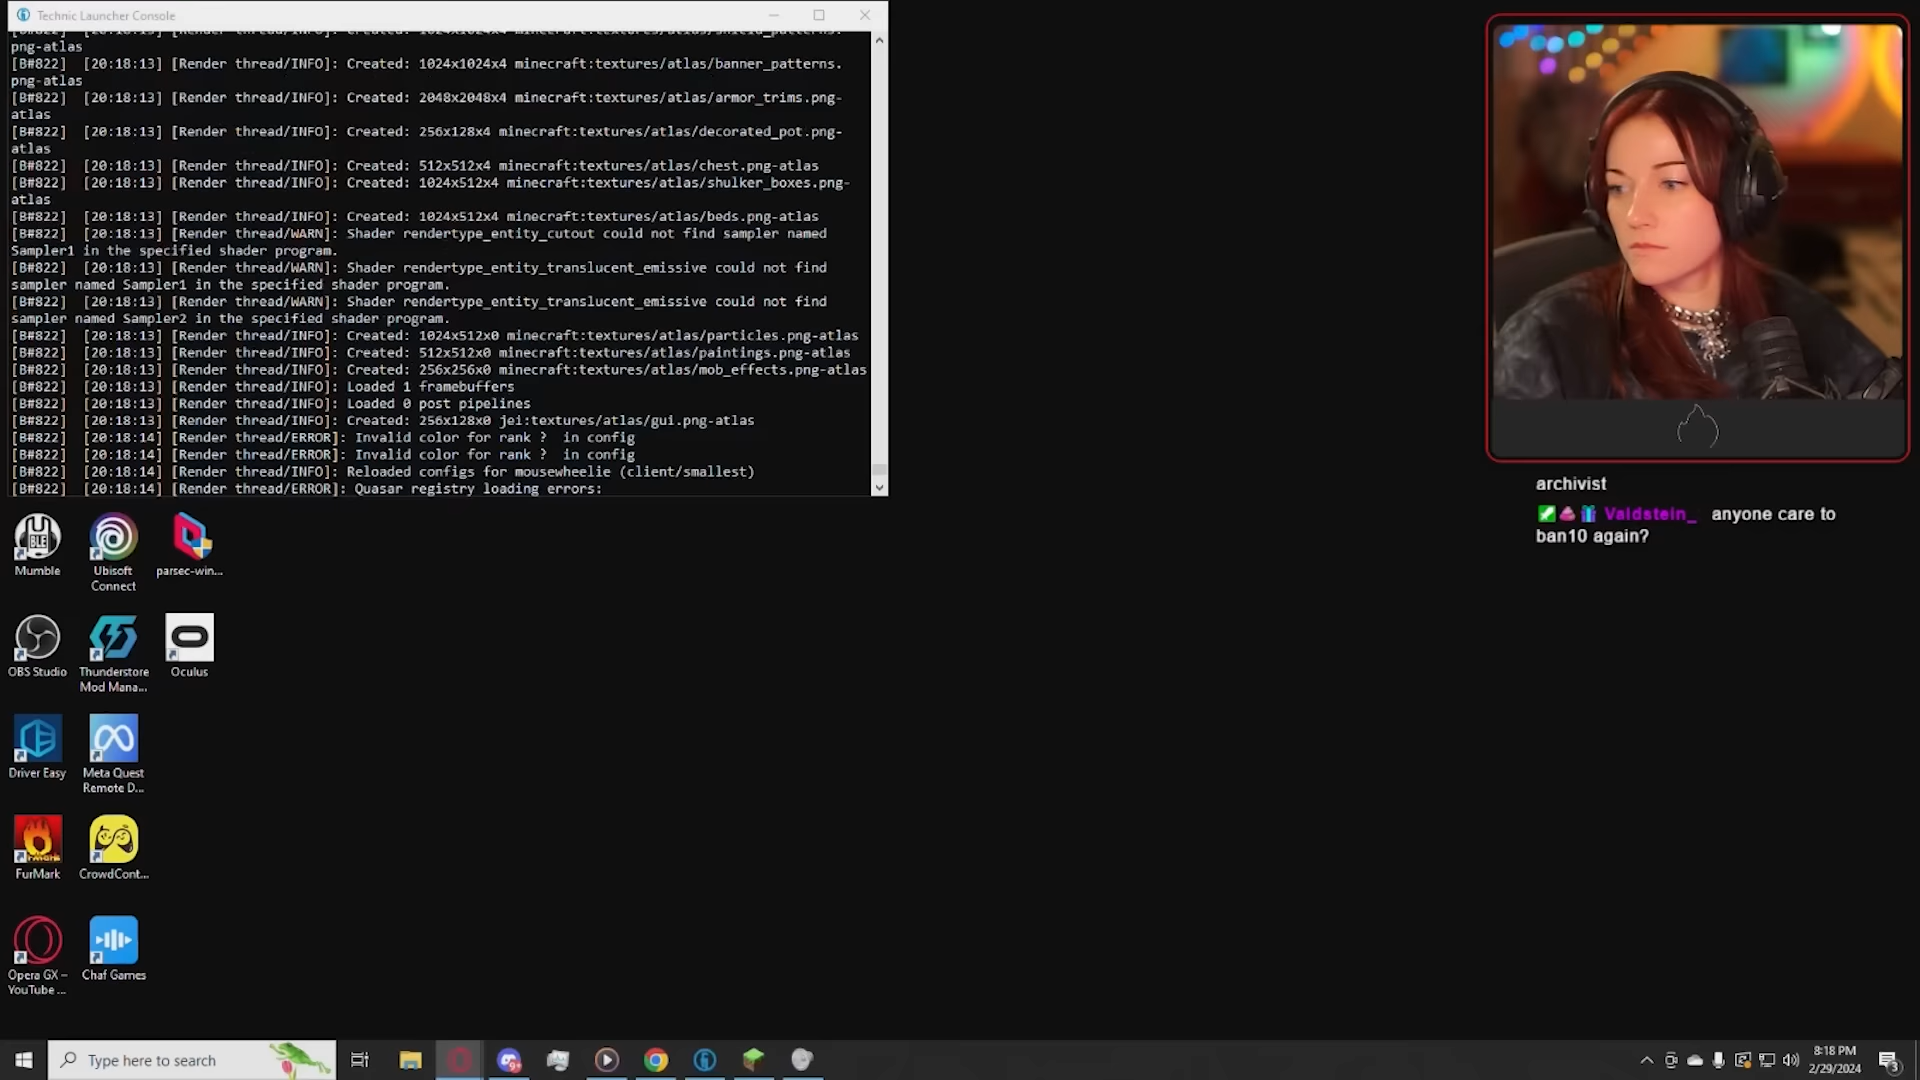 Technic Launcher Console
png-atlas
[B#822] [20:18:13] [Render thread/INFO]: Created: 1024x1024x4 minecraft:textures/atlas/banner_patterns.
png-atlas
[B#822] [20:18:13] [Render thread/INFO]: Created: 2048x2048x4 minecraft:textures/atlas/armor_trims.png-
atlas
[B#822] [20:18:13] [Render thread/INFO]: Created: 256x128x4 minecraft:textures/atlas/decorated_pot.png-
atlas
[B#822] [20:18:13] [Render thread/INFO]: Created: 512x512x4 minecraft:textures/atlas/chest.png-atlas
[B#822] [20:18:13] [Render thread/INFO]: Created: 1024x512x4 minecraft:textures/atlas/shulker_boxes.png-
atlas
[B#822] [20:18:13] [Render thread/INFO]: Created: 1024x512x4 minecraft:textures/atlas/beds.png-atlas
[B#822] [20:18:13] [Render thread/WARN]: Shader rendertype_entity_cutout could not find sampler named
Sampler1 in the specified shader program.
[B#822] [20:18:13] [Render thread/WARN]: Shader rendertype_entity_translucent_emissive could not find
sampler named Sampler1 in the specified shader program.
[B#822] [20:18:13] [Render thread/WARN]: Shader rendertype_entity_translucent_emissive could not find
sampler named Sampler2 in the specified shader program.
[B#822] [20:18:13] [Render thread/INFO]: Created: 1024x512x0 minecraft:textures/atlas/particles.png-atlas
[B#822] [20:18:13] [Render thread/INFO]: Created: 512x512x0 minecraft:textures/atlas/paintings.png-atlas
[B#822] [20:18:13] [Render thread/INFO]: Created: 256x256x0 minecraft:textures/atlas/mob_effects.png-atlas
[B#822] [20:18:13] [Render thread/INFO]: Loaded 1 framebuffers
[B#822] [20:18:13] [Render thread/INFO]: Loaded 0 post pipelines
[B#822] [20:18:13] [Render thread/INFO]: Created: 256x128x0 jei:textures/atlas/gui.png-atlas
[B#822] [20:18:14] [Render thread/ERROR]: Invalid color for rank ?  in config
[B#822] [20:18:14] [Render thread/ERROR]: Invalid color for rank ?  in config
[B#822] [20:18:14] [Render thread/INFO]: Reloaded configs for mousewheelie (client/smallest)
[B#822] [20:18:14] [Render thread/ERROR]: Quasar registry loading errors:
archivist
Valdstein_ anyone care to
ban10 again?
BLE
Mumble
Ubisoft
Connect
parsec-win...
OBS Studio
Thunderstore
Mod Mana...
Oculus
Driver Easy
Meta Quest
Remote D...
FurMark
CrowdCont...
Opera GX –
YouTube ...
Chaf Games
Type here to search
9+
8:18 PM
2/29/2024
3